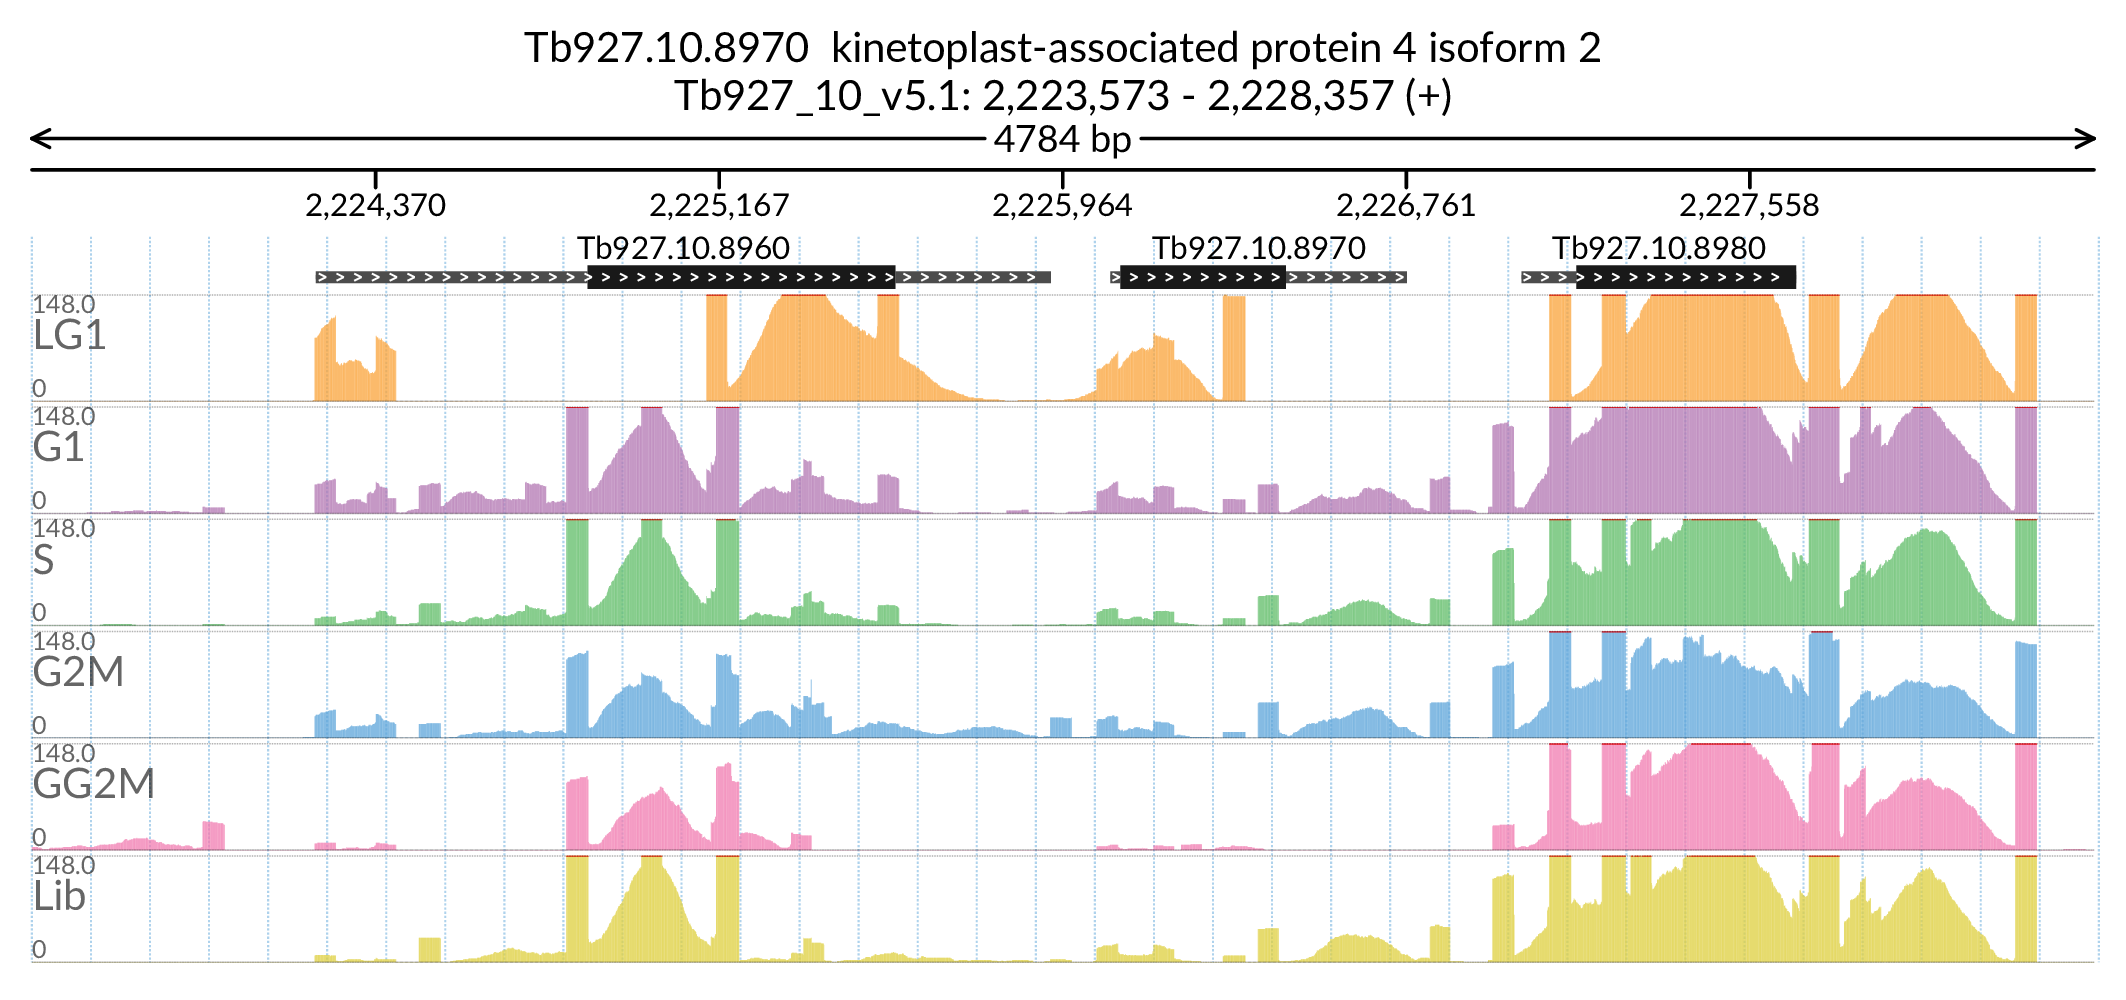 Tb927.10.8970 kinetoplast-associated protein 4 isoform 2
Tb927_10_v5.1: 2,223,573 - 2,228,357 (+)
4784 bp
2,224,370 2,225,167 2,225,964 2,226,761 2,227,558
Tb927.10.8960 Tb927.10.8970 Tb927.10.8980
148.0
LG1
0
148.0
G1
0
148.0
S
0
148.0
G2M
0
148.0
GG2M
0
148.0
Lib
0